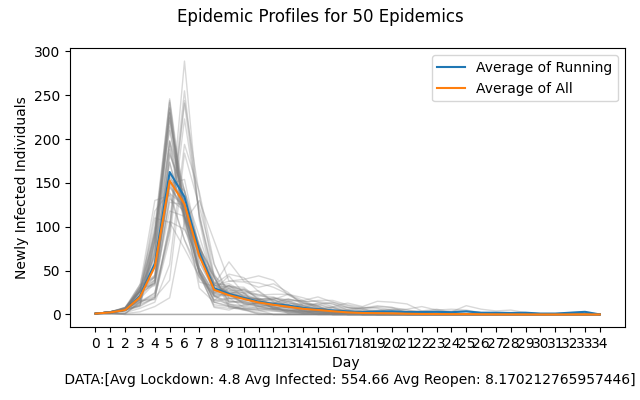 Epidemic Profiles for 50 Epidemics
300
250
200
150
100
50
0
Newly Infected Individuals
Average of Running
Average of All
0 1 2 3 4 5 6 7 8 9 10 11 12 13 14 15 16 17 18 19 20 21 22 23 24 25 26 27 28 29 30 31 32 33 34
Day
DATA:[Avg Lockdown: 4.8 Avg Infected: 554.66 Avg Reopen: 8.170212765957446]